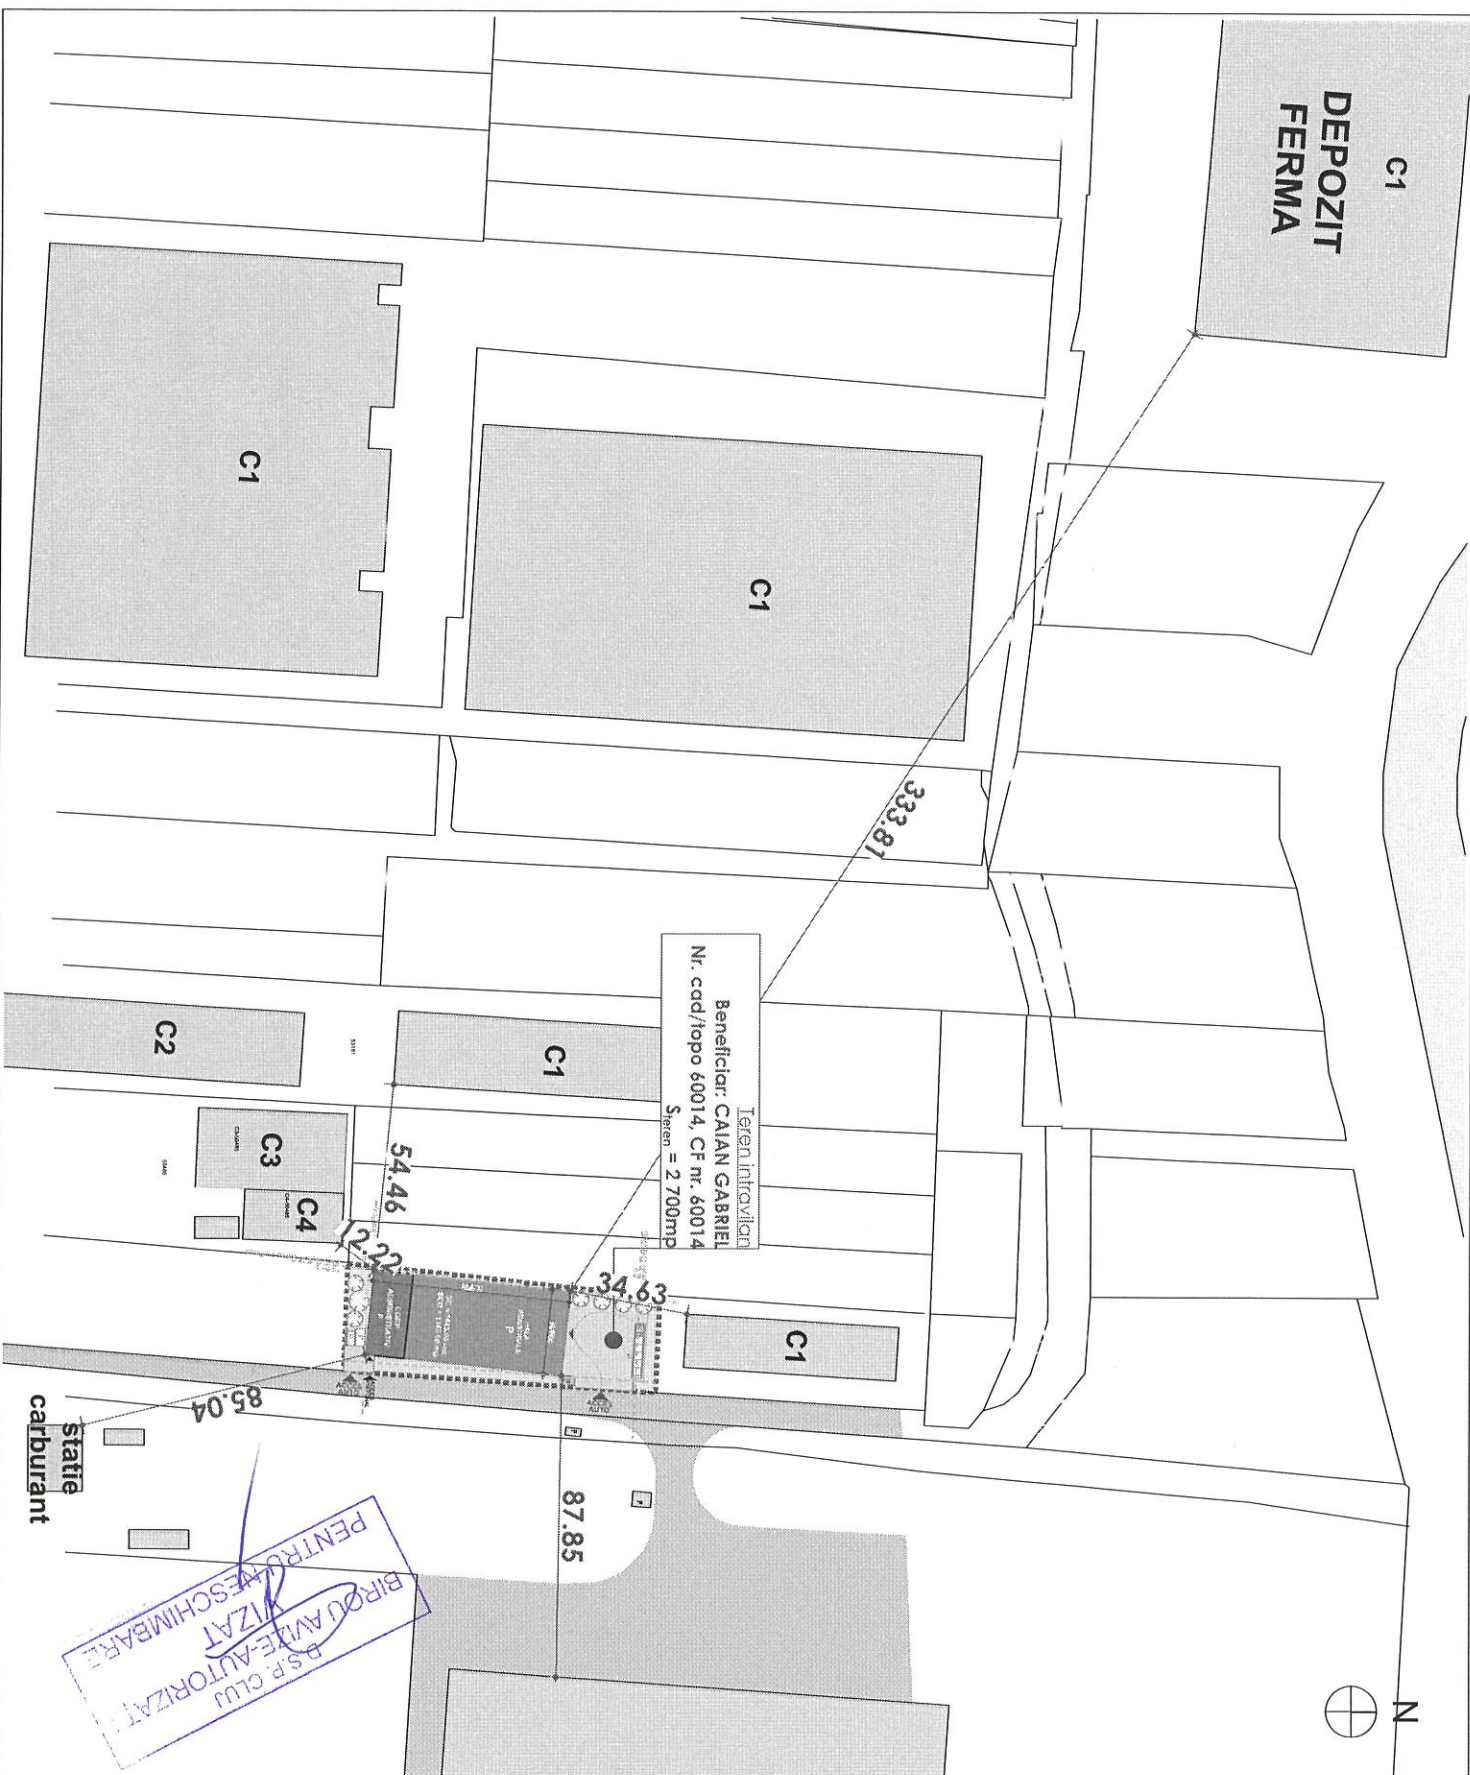 C1
DEPOZIT
FERMA
N
C1
C1
333.81
Teren intravilan
Beneficiar: CAIAN GABRIEL
Nr. cad/topo 60014, CF nr. 60014
Steren = 2 700mp
C2
C1
C3
C4
54.46
12.22
34.63
C1
85.04
87.85
statie
carburant
D.S.P. CLUJ
BIROU AVIZE-AUTORIZAT
VIZAT
PENTRU NESCHIMBARE